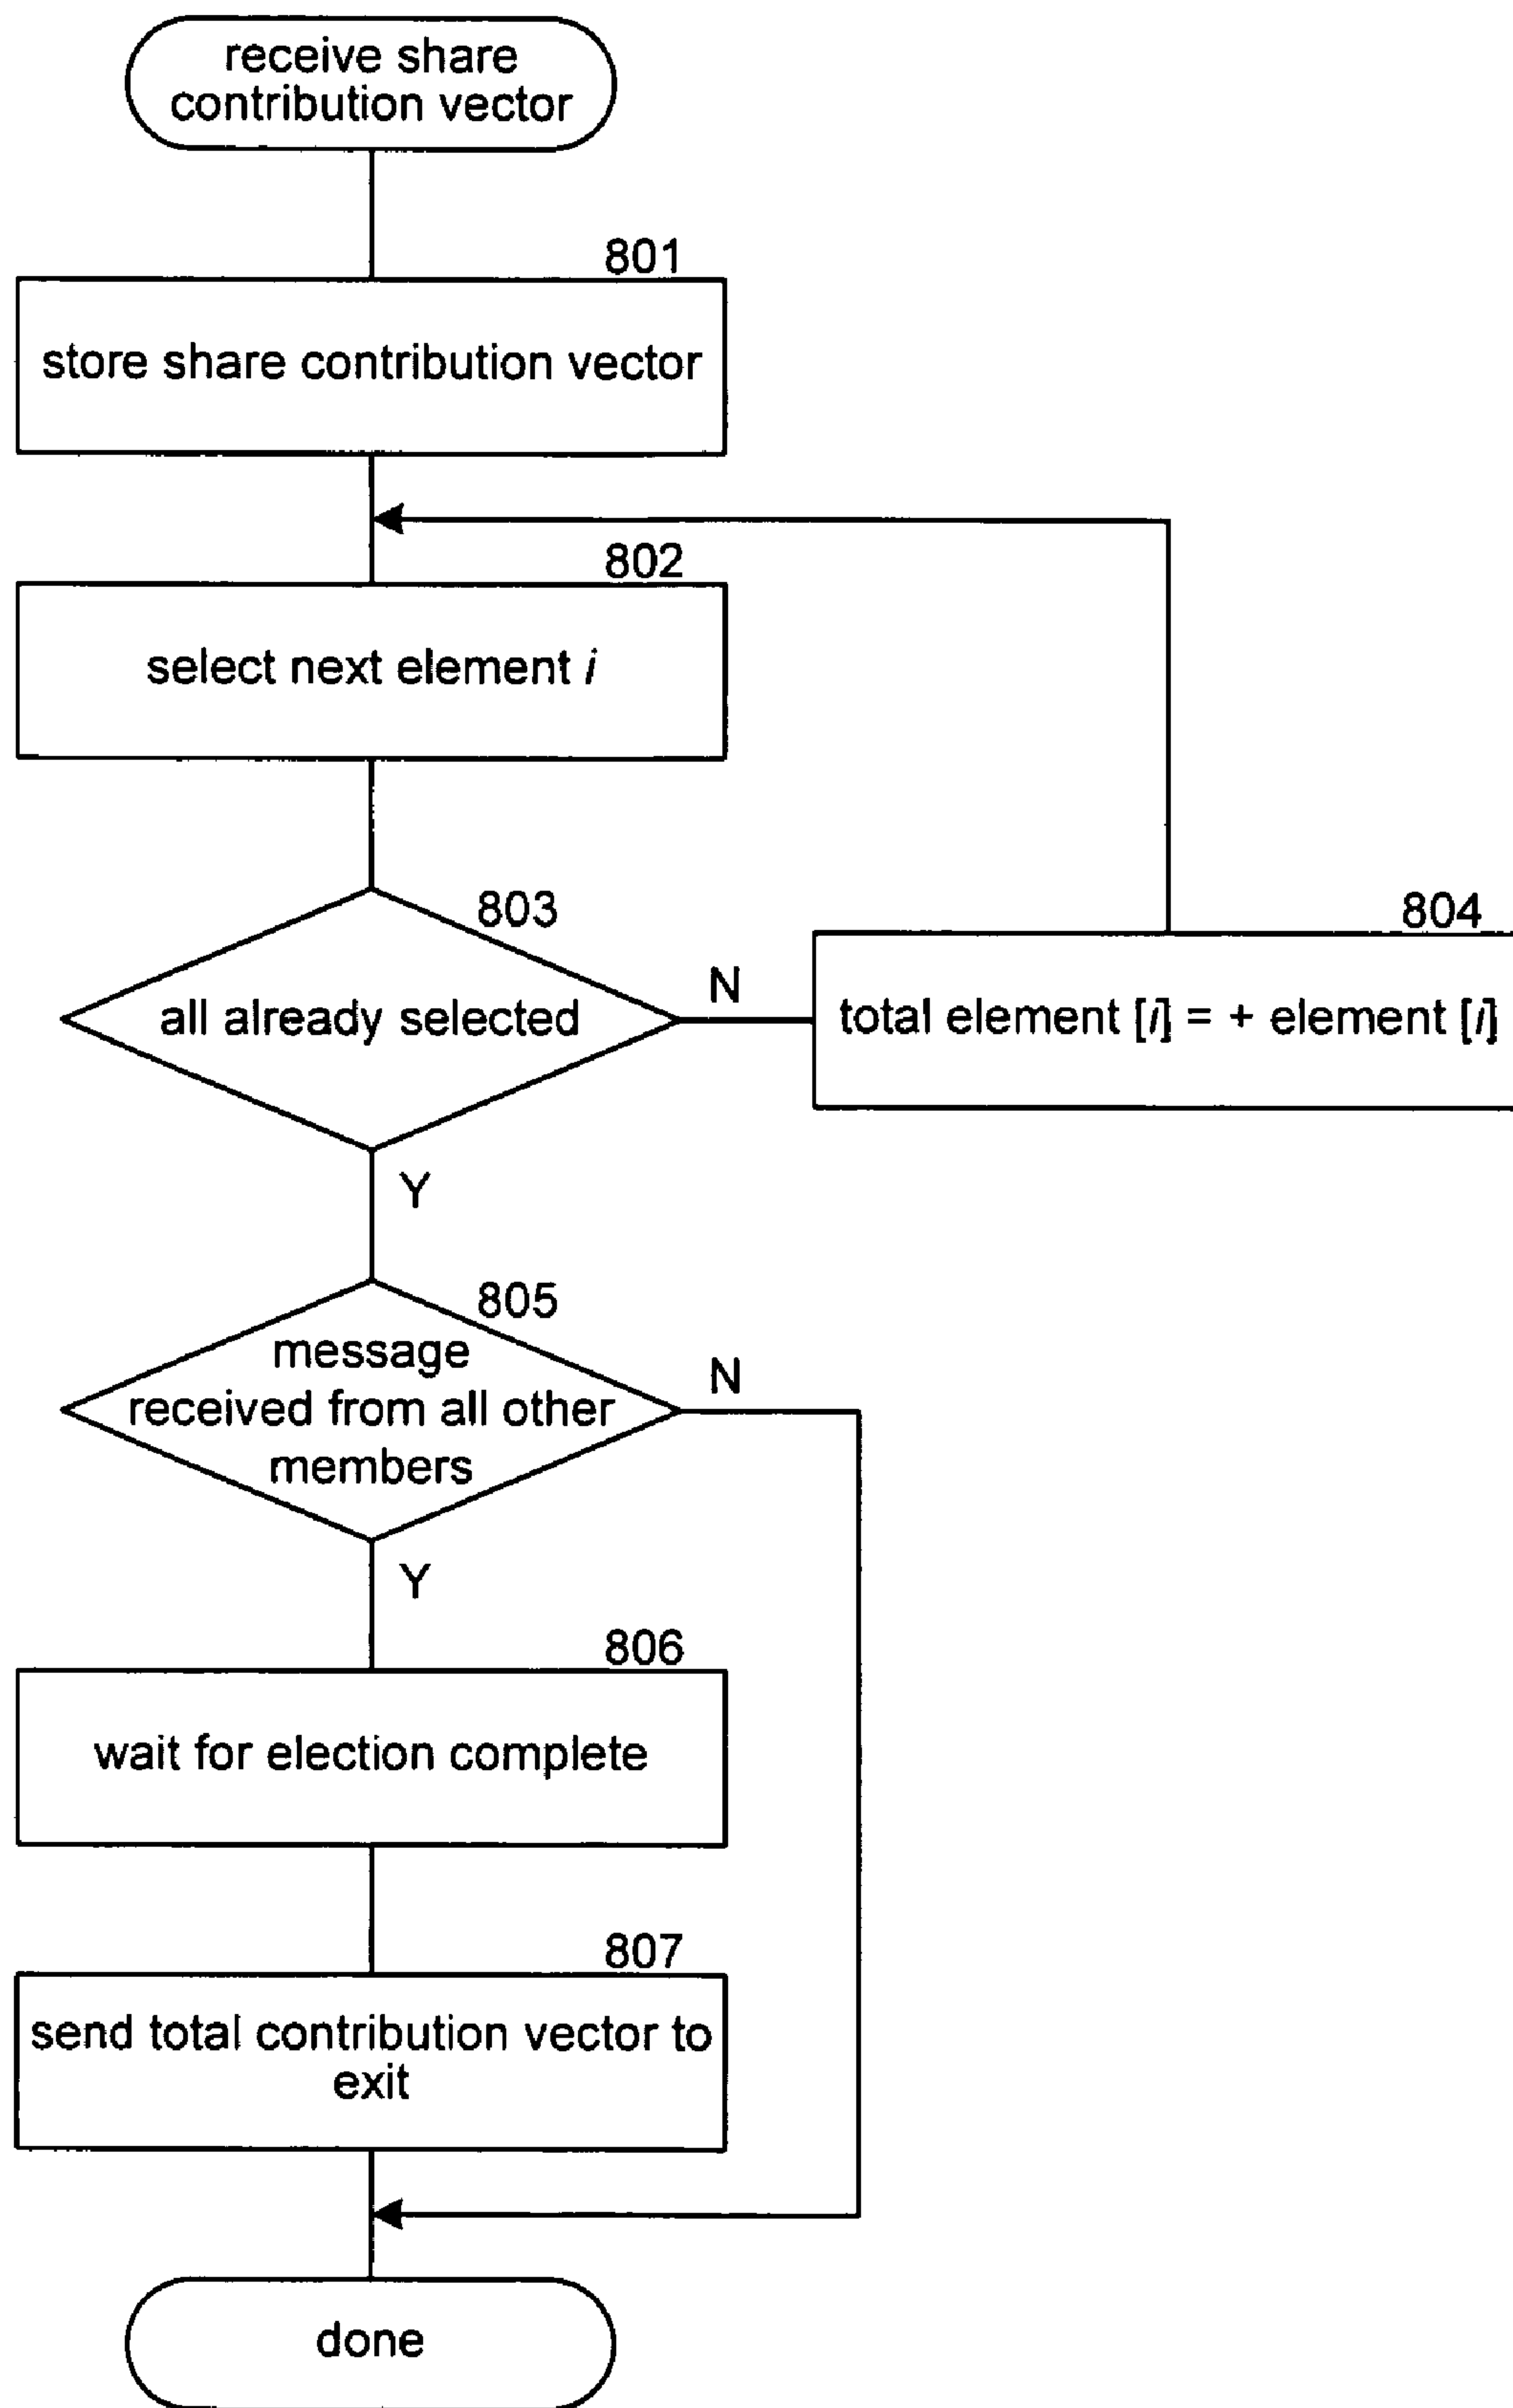 receive share
contribution vector
801
store share contribution vector
802
select next element i
803
all already selected
N
804
total element [i] = + element [i]
Y
805
message
received from all other
members
N
Y
806
wait for election complete
807
send total contribution vector to
exit
done